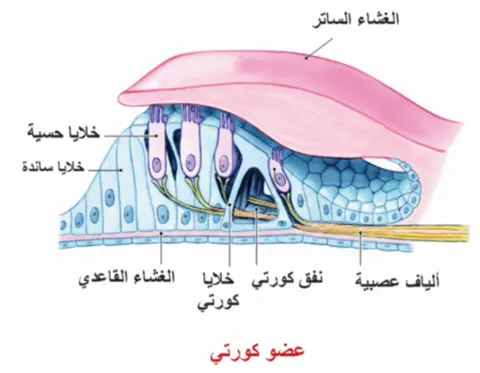 الغشاء الساتر
خلايا حسية
خلايا ساندة
الغشاء القاعدي
خلايا
كورتي
نفق كورتي
ألياف عصبية
عضو كورتي